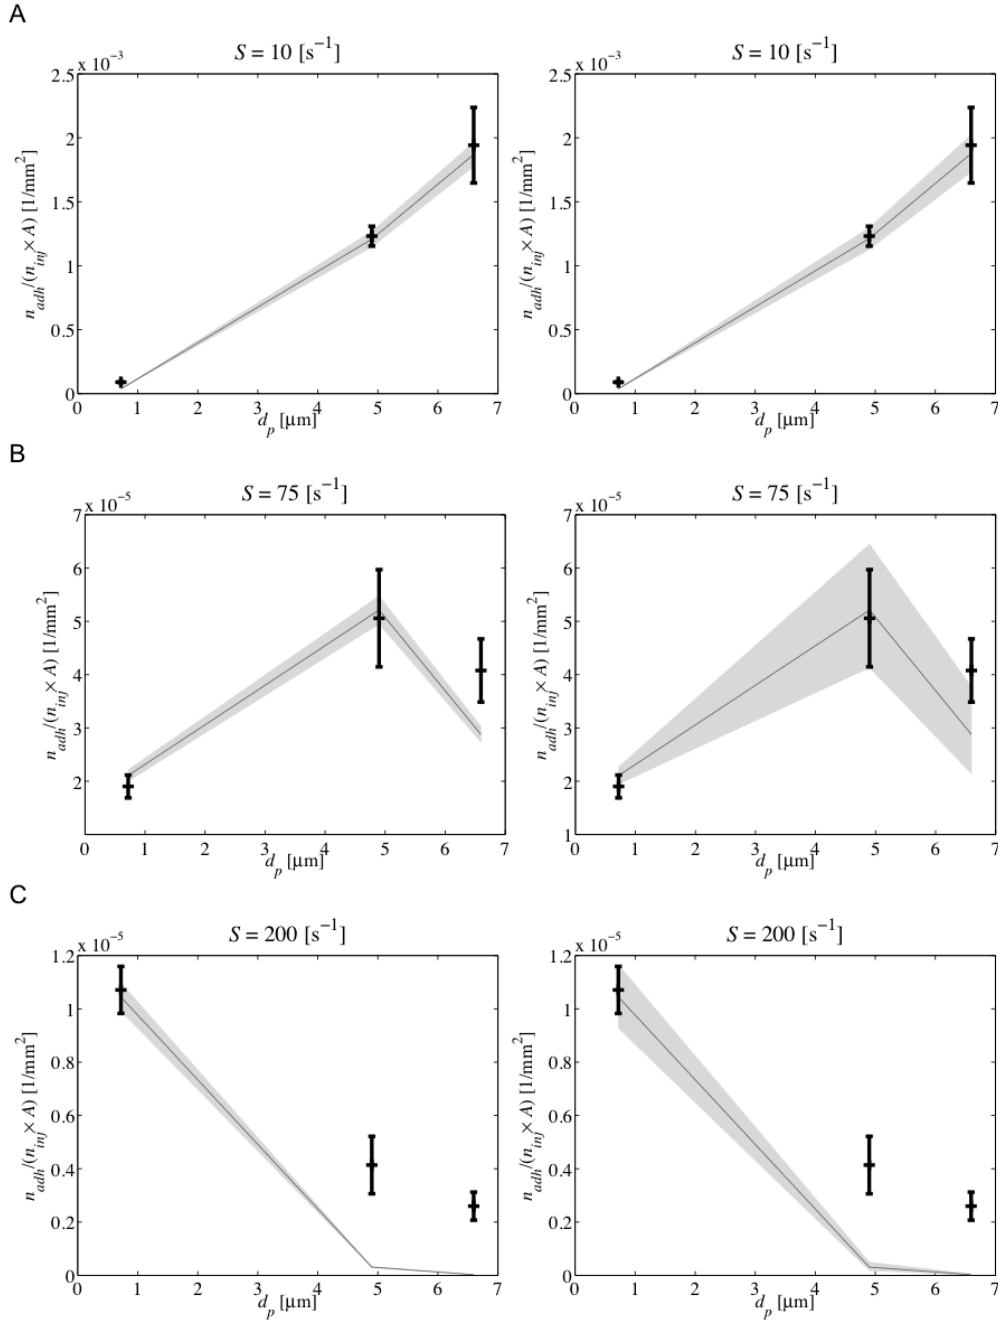 A
S = 10 [s⁻¹]
S = 10 [s⁻¹]
x 10⁻³
x 10⁻³
2.5
2
1.5
1
0.5
0
n_adh/(n_inj × A) [1/mm²]
0 1 2 3 4 5 6 7
d_p [µm]
2.5
2
1.5
1
0.5
0
n_adh/(n_inj × A) [1/mm²]
0 1 2 3 4 5 6 7
d_p [µm]
B
S = 75 [s⁻¹]
S = 75 [s⁻¹]
x 10⁻⁵
x 10⁻⁵
7
6
5
4
3
2
n_adh/(n_inj × A) [1/mm²]
0 1 2 3 4 5 6 7
d_p [µm]
7
6
5
4
3
2
1
n_adh/(n_inj × A) [1/mm²]
0 1 2 3 4 5 6 7
d_p [µm]
C
S = 200 [s⁻¹]
S = 200 [s⁻¹]
x 10⁻⁵
x 10⁻⁵
1.2
1
0.8
0.6
0.4
0.2
0
n_adh/(n_inj × A) [1/mm²]
0 1 2 3 4 5 6 7
d_p [µm]
1.2
1
0.8
0.6
0.4
0.2
0
n_adh/(n_inj × A) [1/mm²]
0 1 2 3 4 5 6 7
d_p [µm]